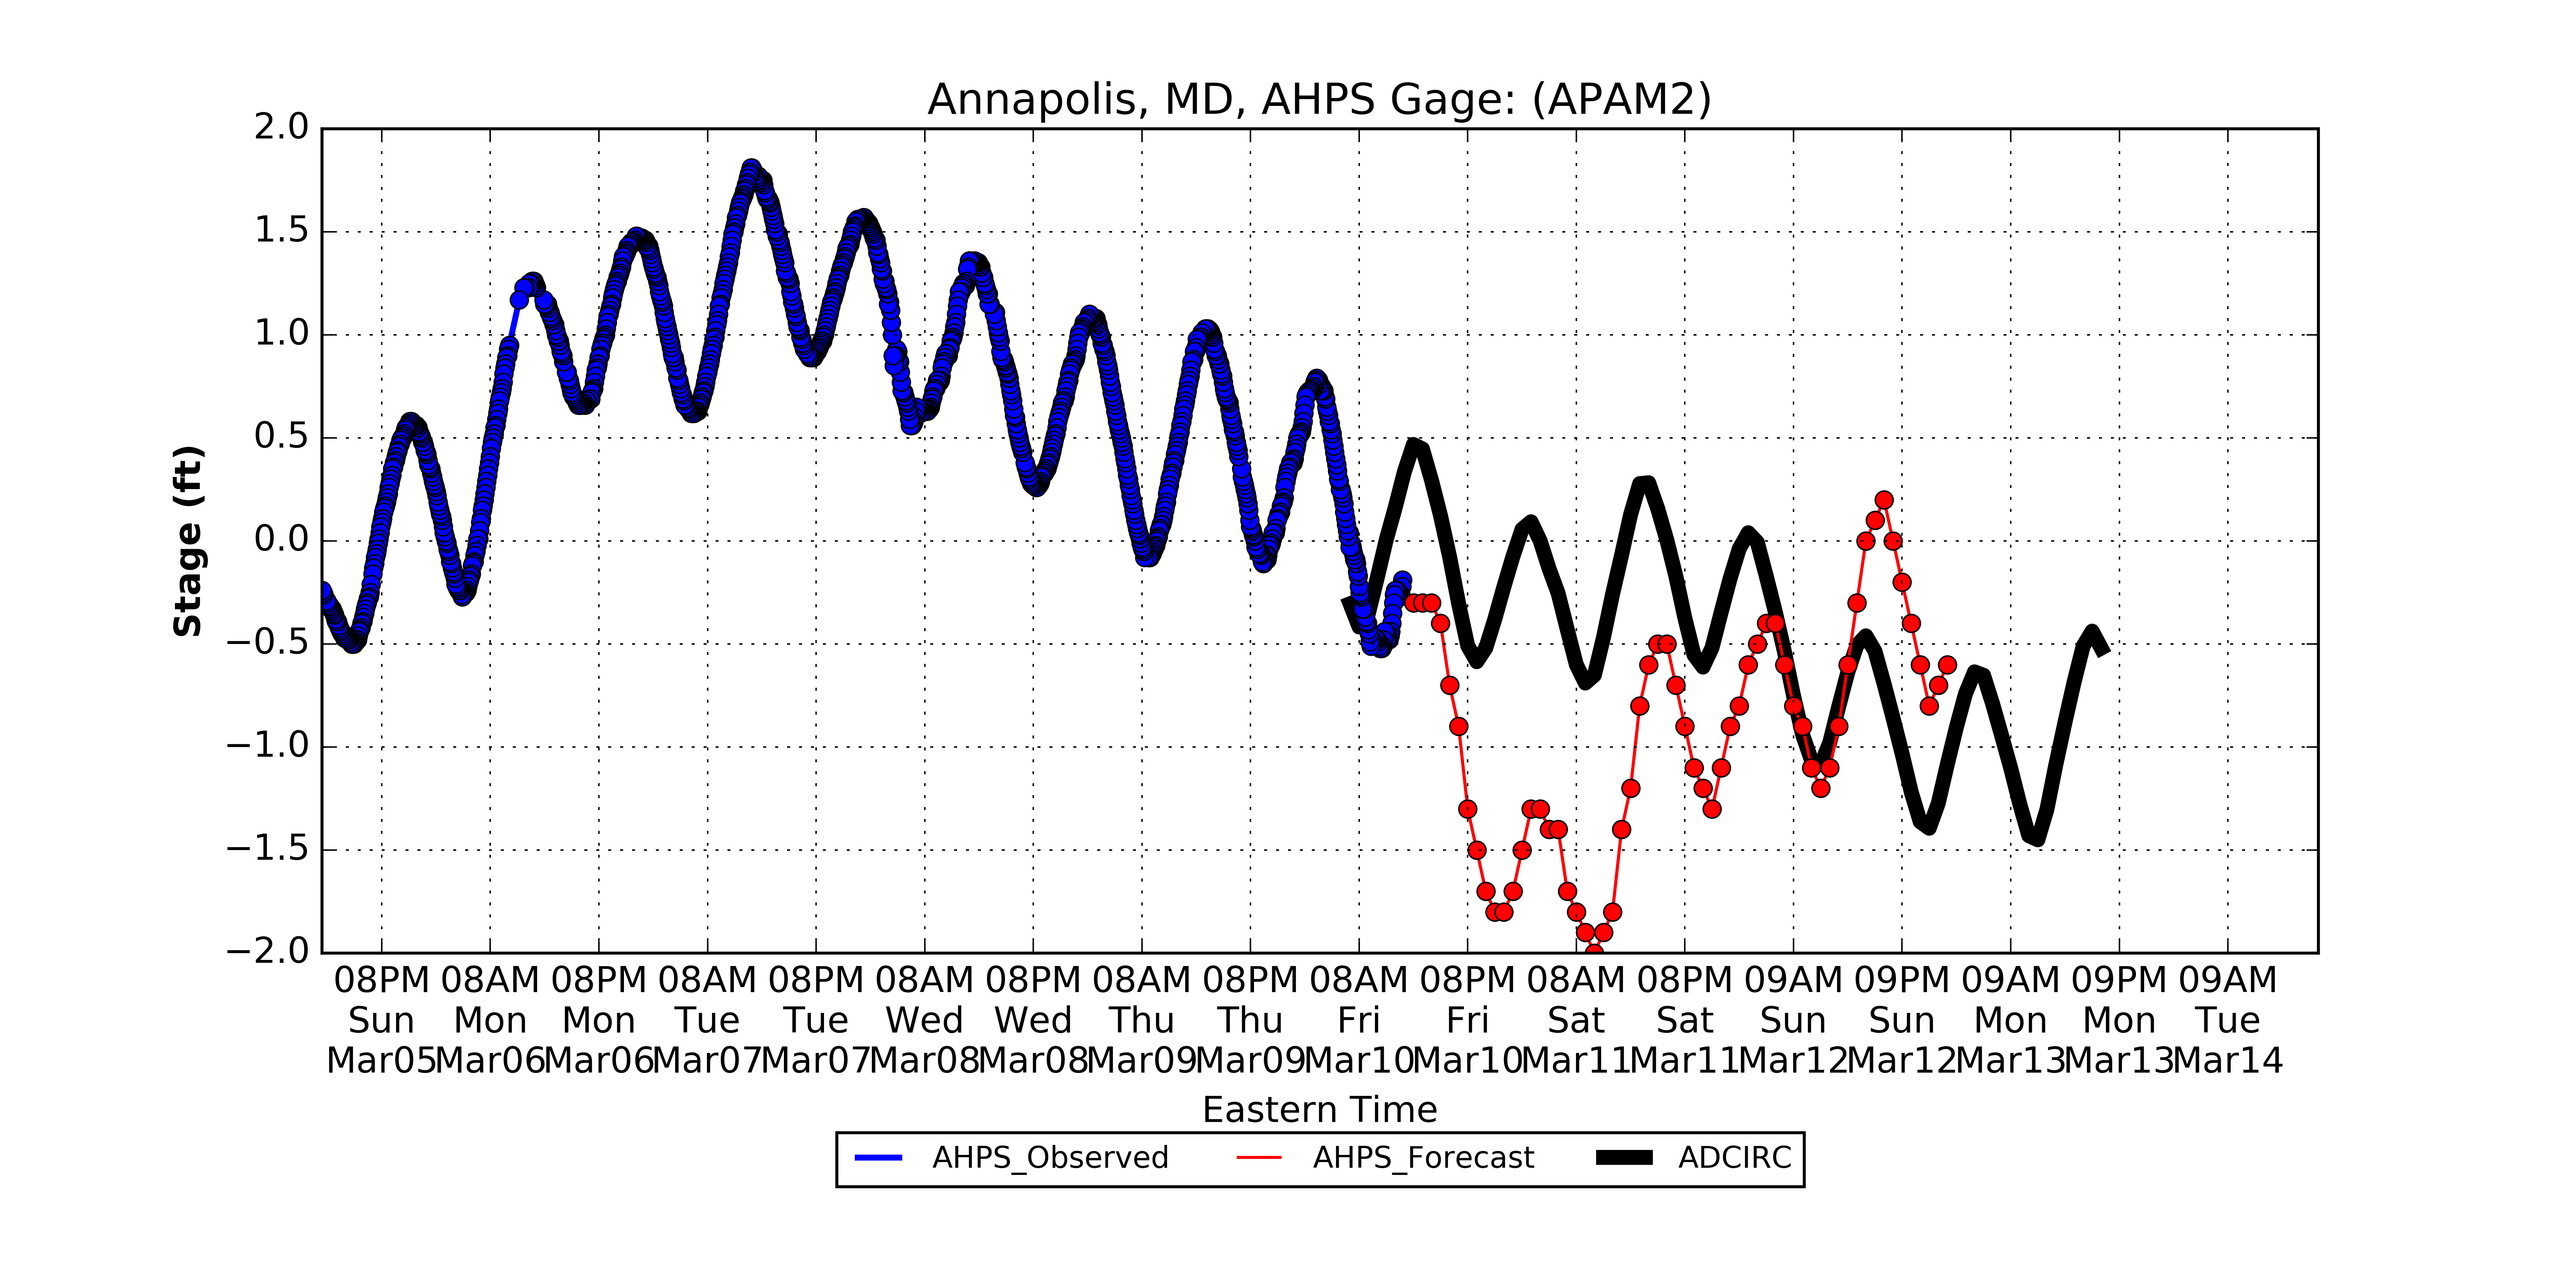 Annapolis, MD, AHPS Gage: (APAM2)
2.0
1.5
1.0
0.5
0.0
−0.5
−1.0
−1.5
−2.0
Stage (ft)
08PM 08AM 08PM 08AM 08PM 08AM 08PM 08AM 08PM 08AM 08PM 08AM 08PM 09AM 09PM 09AM 09PM 09AM
Sun Mon Mon Tue Tue Wed Wed Thu Thu Fri Fri Sat Sat Sun Sun Mon Mon Tue
Mar05 Mar06 Mar06 Mar07 Mar07 Mar08 Mar08 Mar09 Mar09 Mar10 Mar10 Mar11 Mar11 Mar12 Mar12 Mar13 Mar13 Mar14
Eastern Time
AHPS_Observed AHPS_Forecast ADCIRC